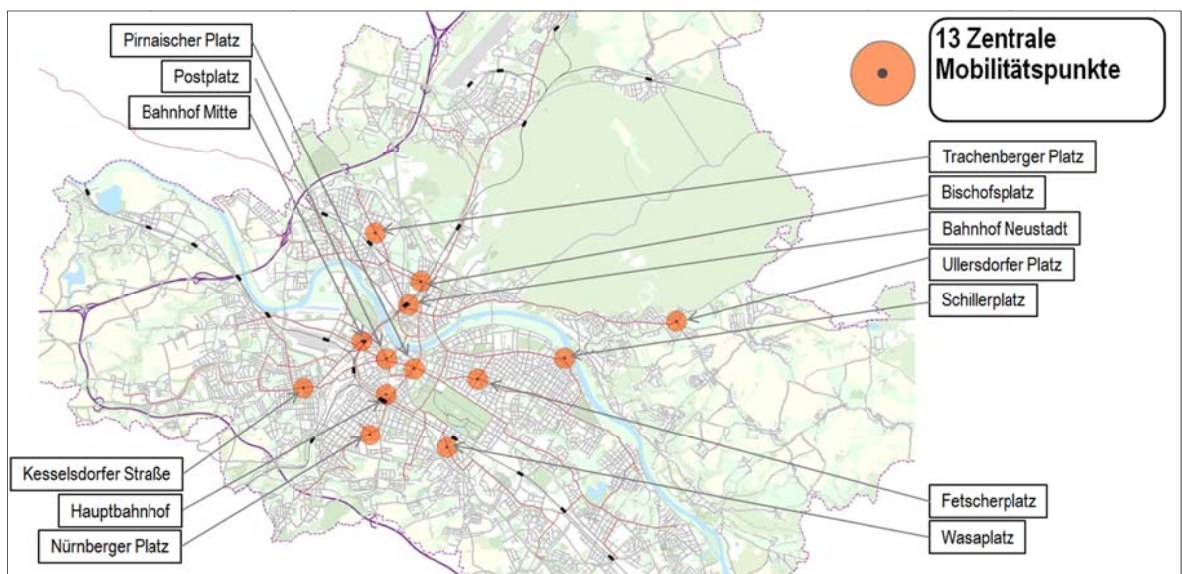 13 Zentrale
Mobilitätspunkte
Pirnaischer Platz
Postplatz
Bahnhof Mitte
Trachenberger Platz
Bischofsplatz
Bahnhof Neustadt
Ullersdorfer Platz
Schillerplatz
Kesselsdorfer Straße
Hauptbahnhof
Nürnberger Platz
Fetscherplatz
Wasaplatz